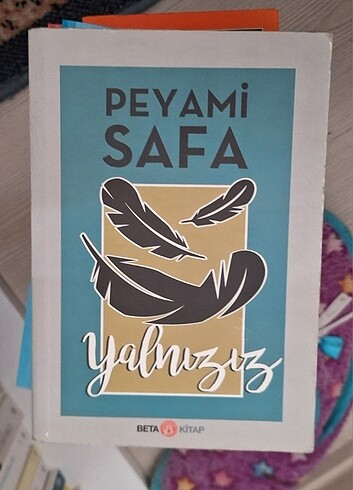 PEYAMİ
SAFA
Yalnızız
BETA KİTAP